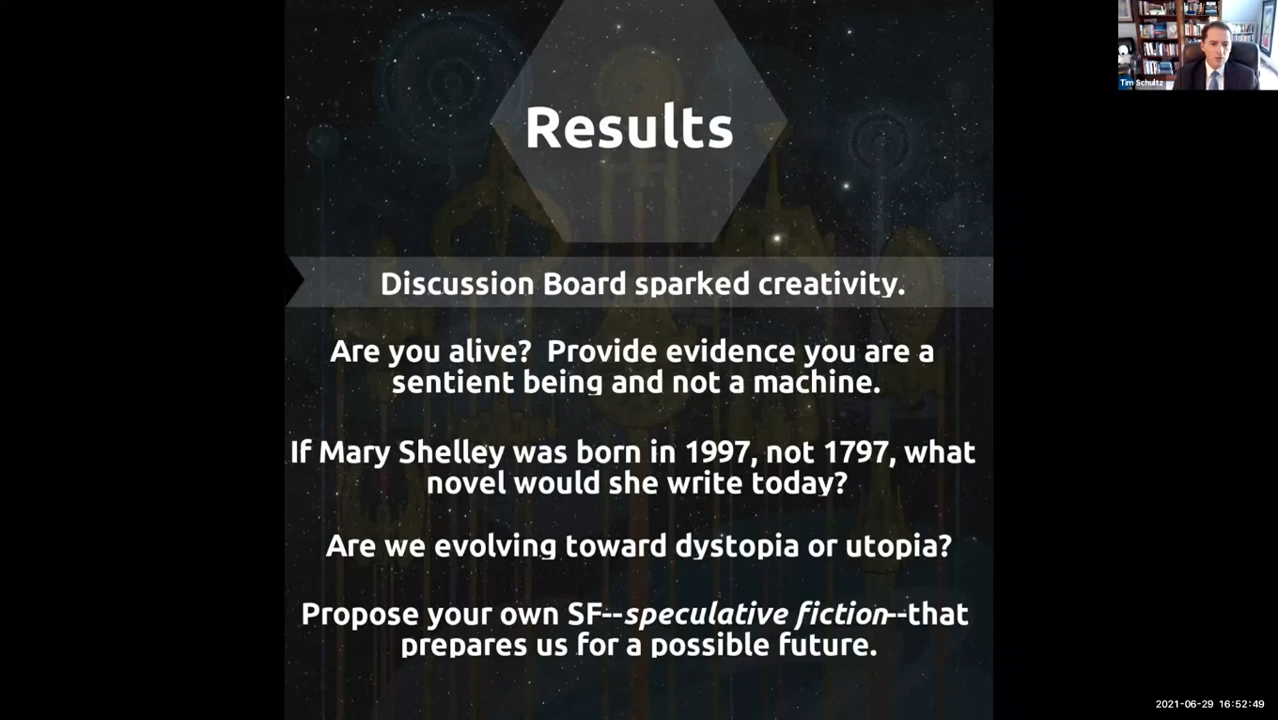 Results
Discussion Board sparked creativity.
Are you alive? Provide evidence you are a
sentient being and not a machine.
If Mary Shelley was born in 1997, not 1797, what
novel would she write today?
Are we evolving toward dystopia or utopia?
Propose your own SF--speculative fiction--that
prepares us for a possible future.
Tim Schultz
2021-06-29 16:52:49